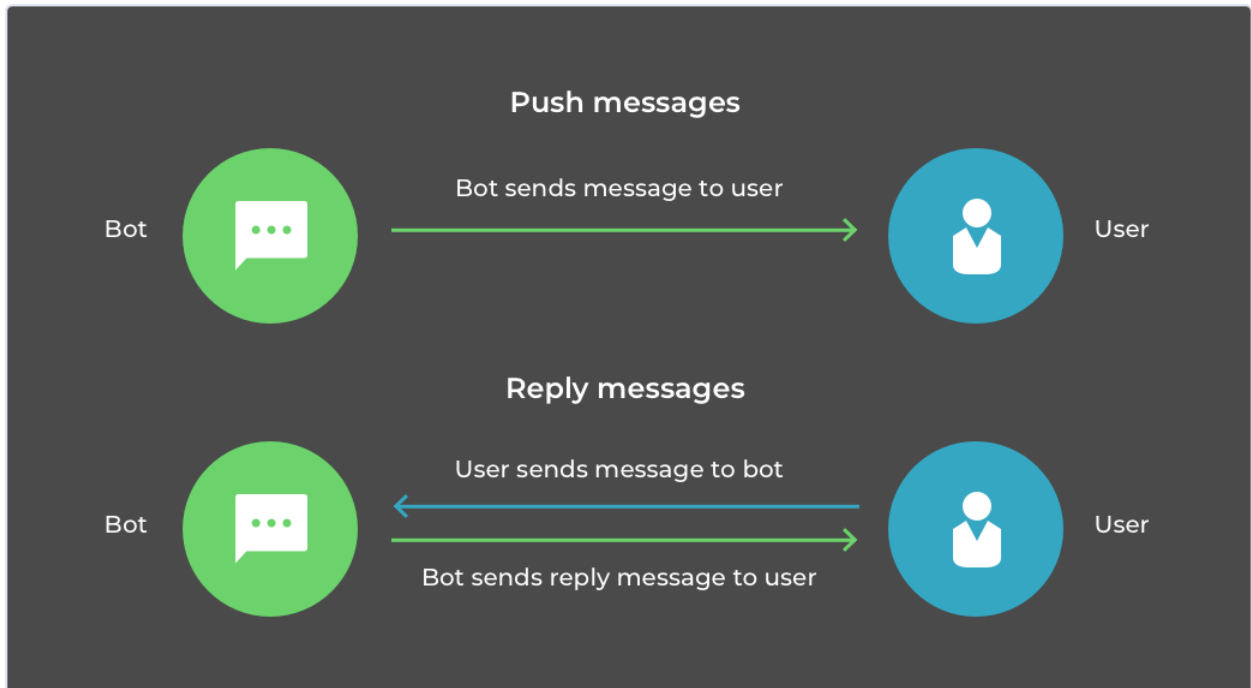 Push messages
Bot sends message to user
Bot
User
Reply messages
User sends message to bot
Bot
User
Bot sends reply message to user